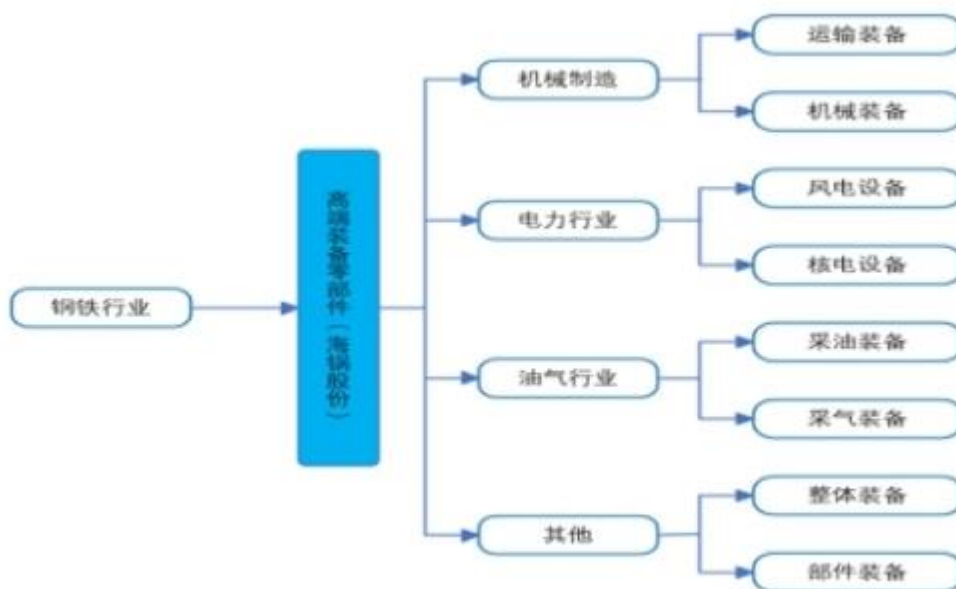 钢铁行业
高端装备零部件（海锅股份）
机械制造
运输装备
机械装备
电力行业
风电设备
核电设备
油气行业
采油装备
采气装备
其他
整体装备
部件装备